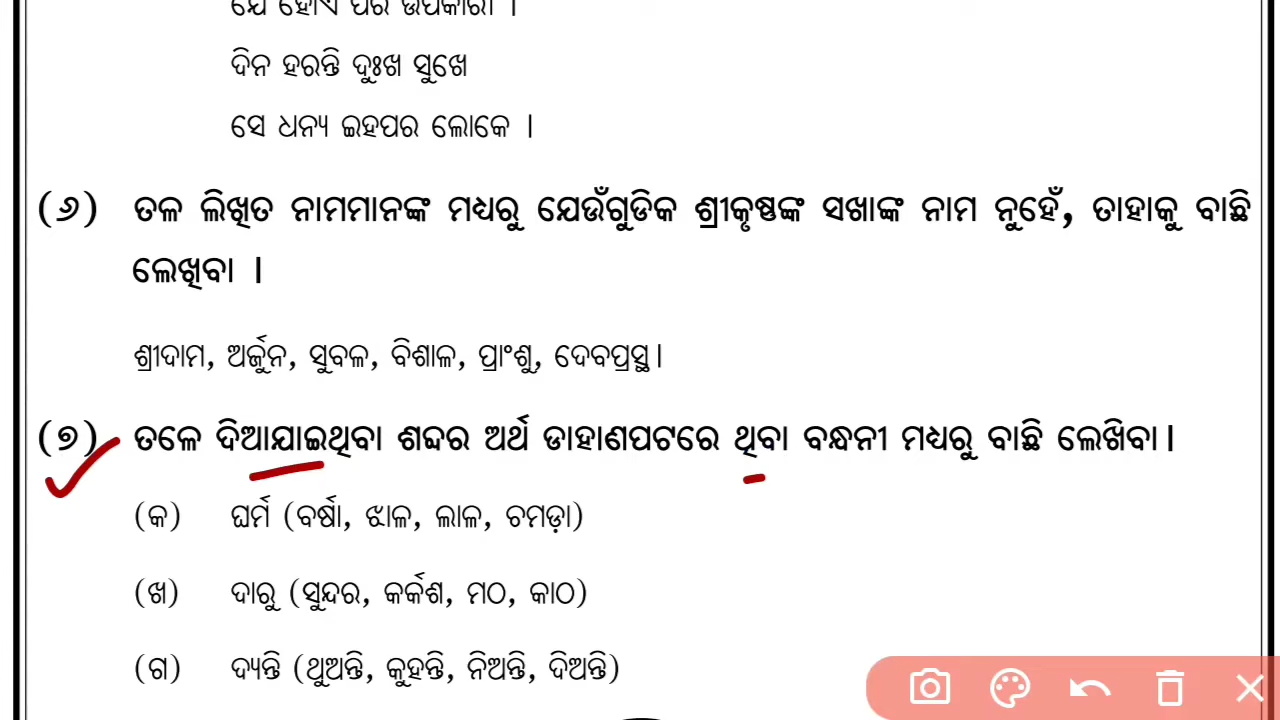 ଯେ ହୋଏ ପର ଉପକାରୀ ।
ଦିନ ହରନ୍ତି ଦୁଃଖ ସୁଖେ
ସେ ଧନ୍ୟ ଇହପର ଲୋକେ ।
(୬) ତଳ ଲିଖିତ ନାମମାନଙ୍କ ମଧ୍ୟରୁ ଯେଉଁଗୁଡିକ ଶ୍ରୀକୃଷ୍ଣଙ୍କ ସଖାଙ୍କ ନାମ ନୁହେଁ, ତାହାକୁ ବାଛି
ଲେଖିବା ।
ଶ୍ରୀଦାମ, ଅର୍ଜୁନ, ସୁବଳ, ବିଶାଳ, ପ୍ରାଂଶୁ, ଦେବପ୍ରସ୍ଥ।
(୭) ତଳେ ଦିଆଯାଇଥିବା ଶବ୍ଦର ଅର୍ଥ ଡାହାଣପଟରେ ଥିବା ବନ୍ଧନୀ ମଧ୍ୟରୁ ବାଛି ଲେଖିବା।
(କ) ଘର୍ମ (ବର୍ଷା, ଝାଳ, ଲାଳ, ଚମଡ଼ା)
(ଖ) ଦାରୁ (ସୁନ୍ଦର, କର୍କଶ, ମଠ, କାଠ)
(ଗ) ଦ୍ୟନ୍ତି (ଥୁଅନ୍ତି, କୁହନ୍ତି, ନିଅନ୍ତି, ଦିଅନ୍ତି)